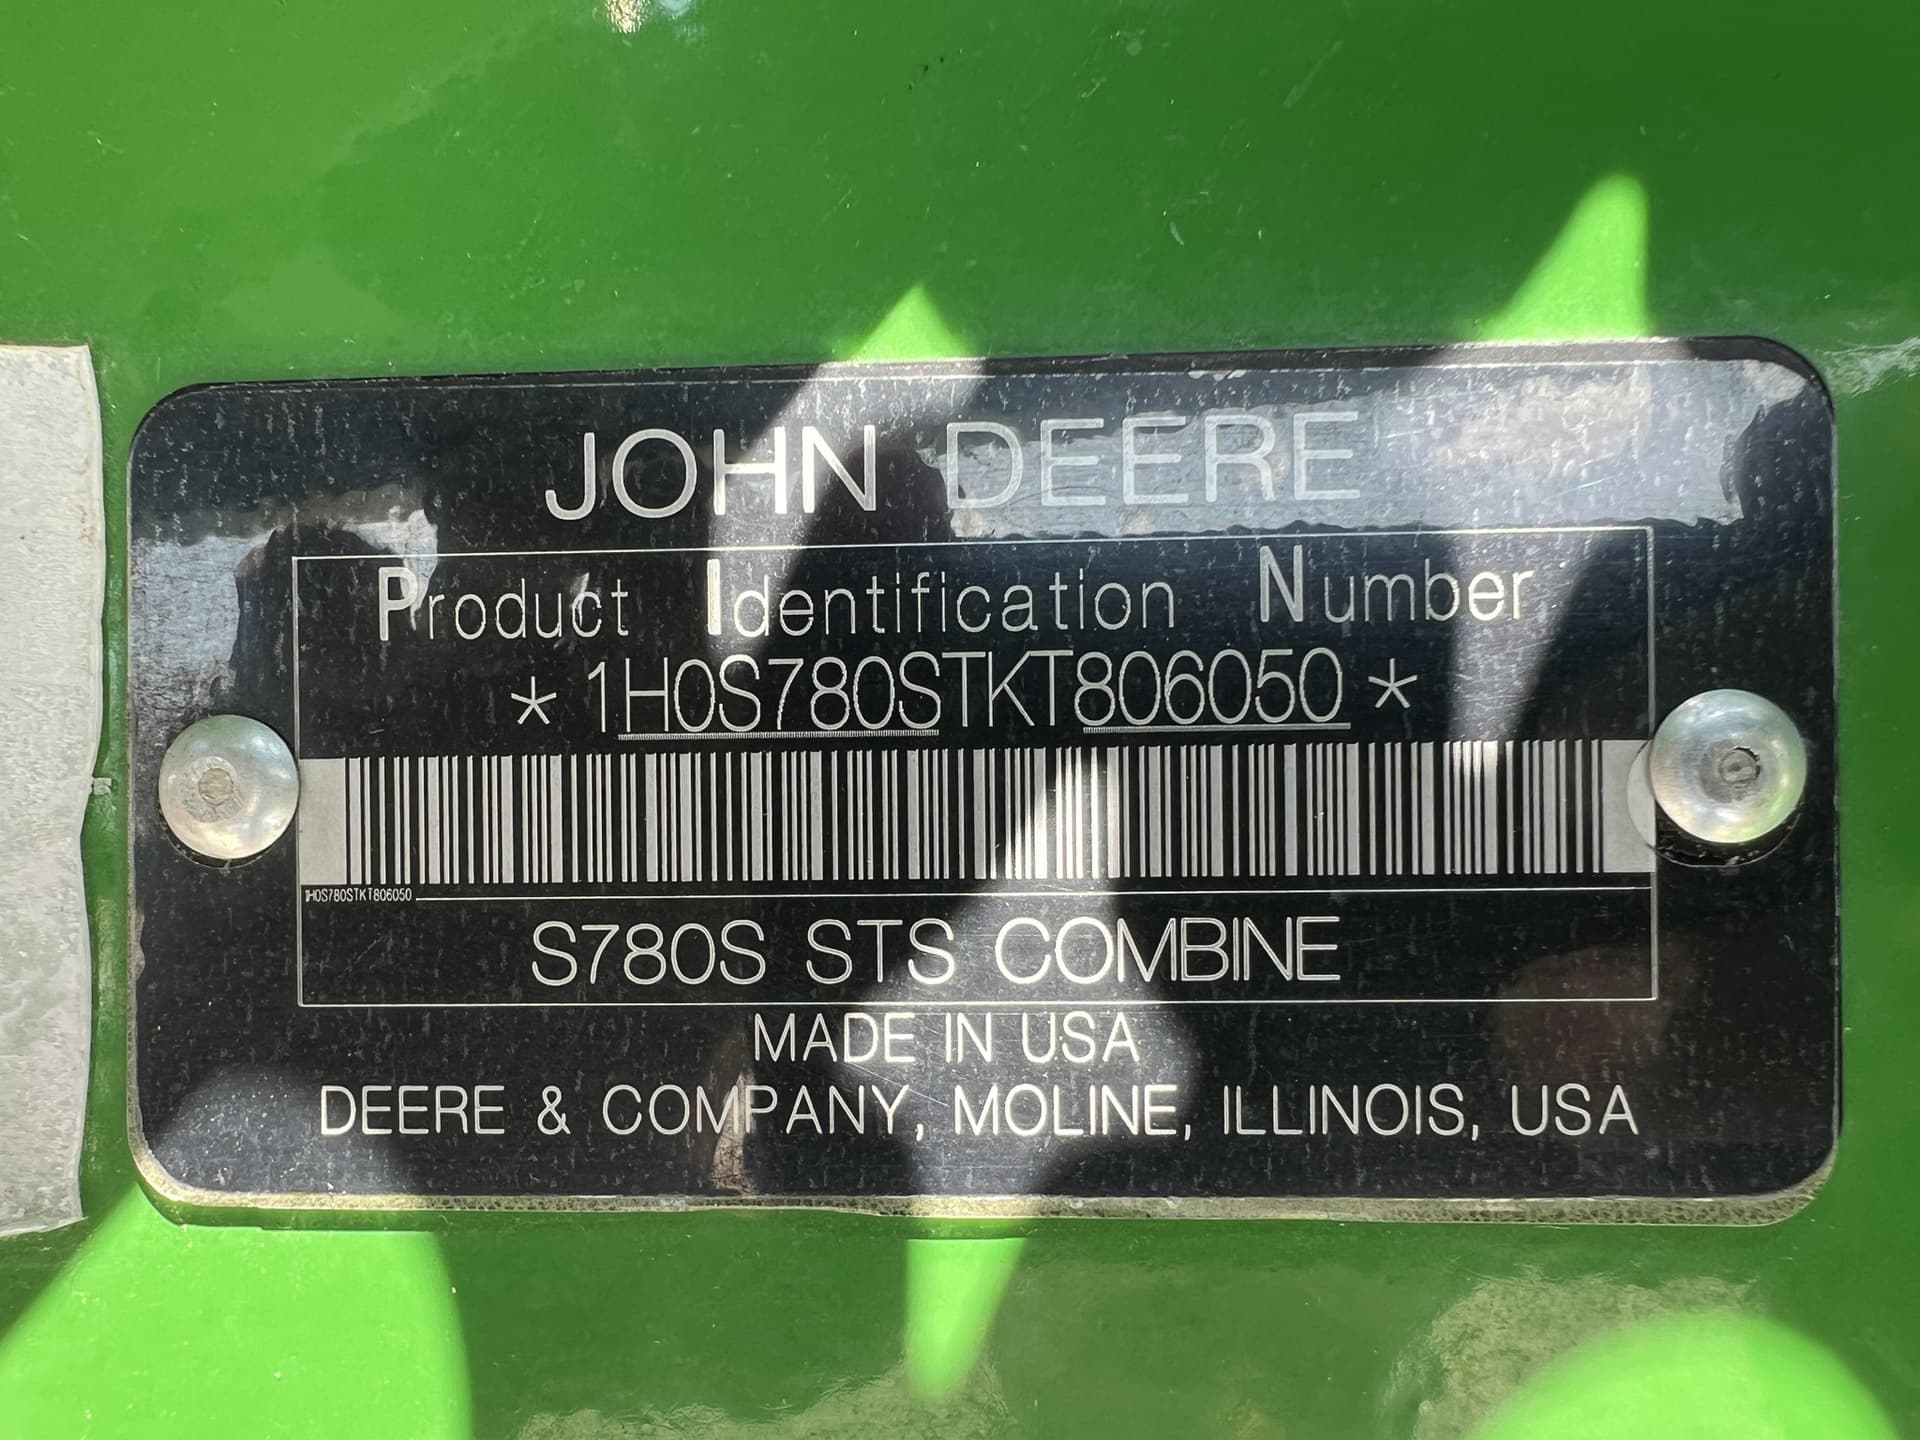 JOHN DEERE
Product Identification Number
*1H0S780STKT806050*
1H0S780STKT806050
S780S STS COMBINE
MADE IN USA
DEERE & COMPANY, MOLINE, ILLINOIS, USA